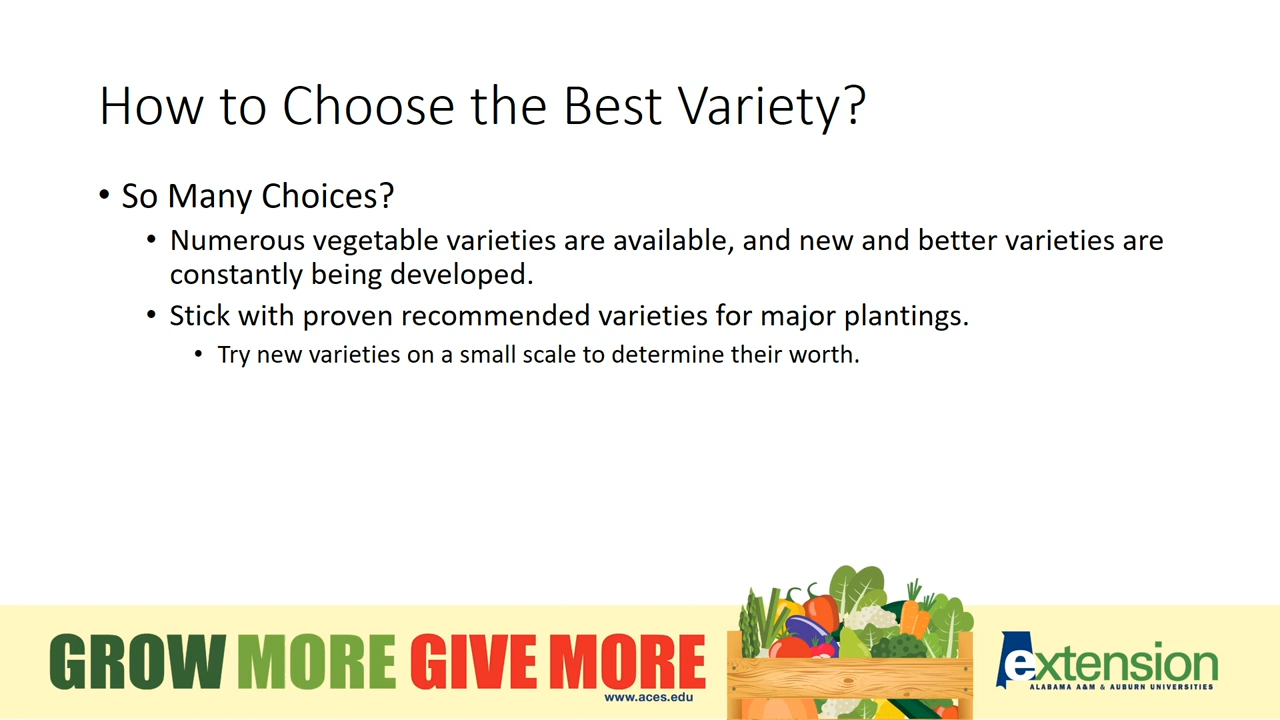 How to Choose the Best Variety?
• So Many Choices?
• Numerous vegetable varieties are available, and new and better varieties are
constantly being developed.
• Stick with proven recommended varieties for major plantings.
• Try new varieties on a small scale to determine their worth.
GROW MORE GIVE MORE
www.aces.edu
extension
ALABAMA A&M & AUBURN UNIVERSITIES